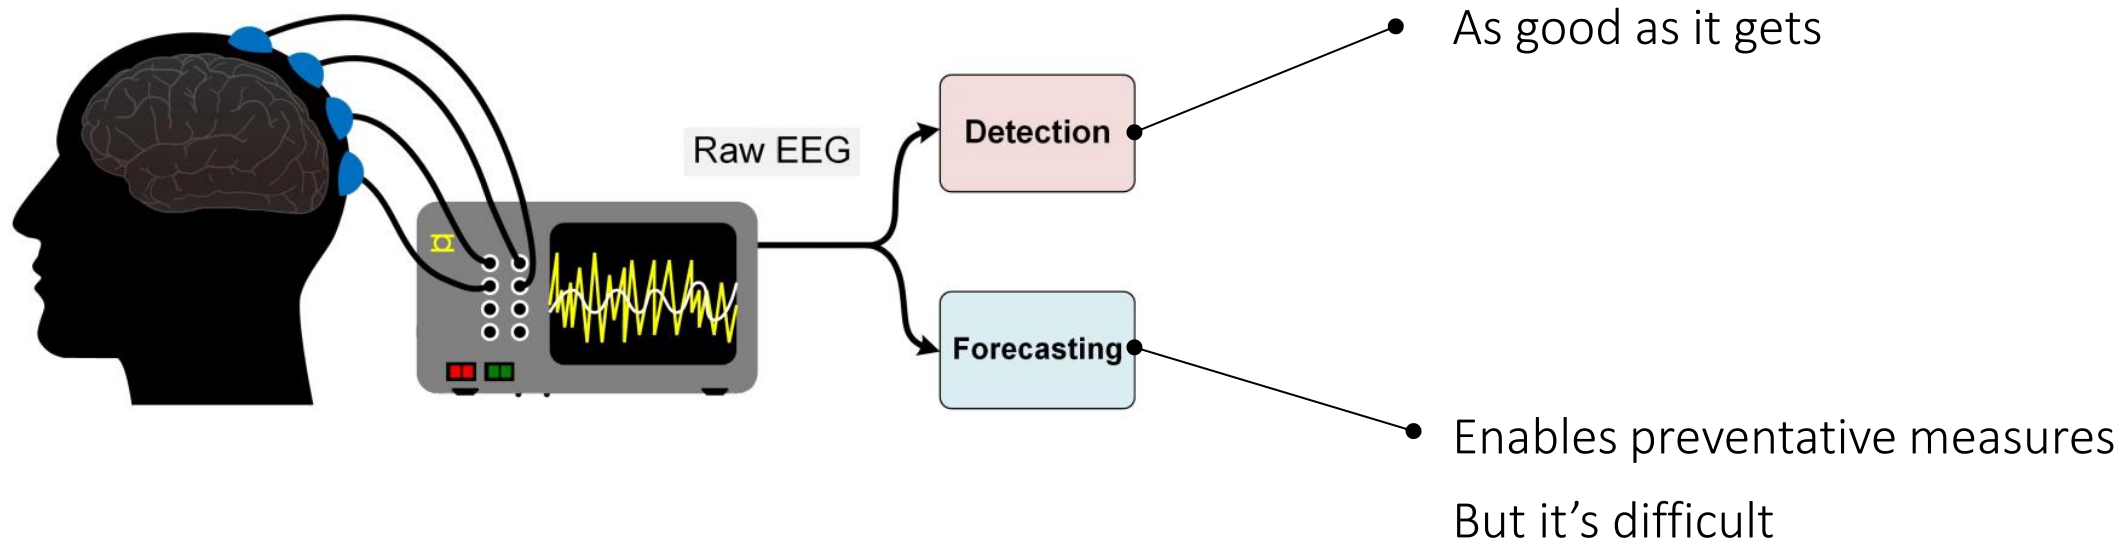 As good as it gets
Detection
Raw EEG
Forecasting
Enables preventative measures
But it’s difficult